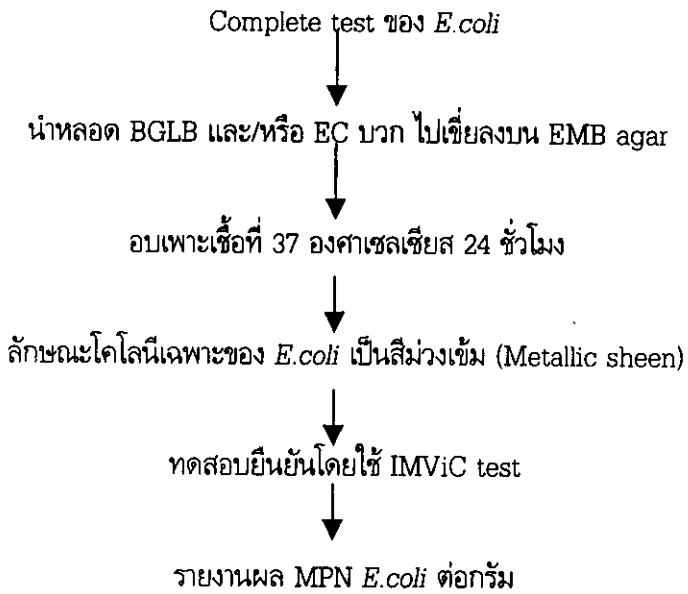 Complete test ของ E.coli
นำหลอด BGLB และ/หรือ EC บวก ไปเขี่ยลงบน EMB agar
อบเพาะเชื้อที่ 37 องศาเซลเซียส 24 ชั่วโมง
ลักษณะโคโลนีเฉพาะของ E.coli เป็นสีม่วงเข้ม (Metallic sheen)
ทดสอบยืนยันโดยใช้ IMViC test
รายงานผล MPN E.coli ต่อกรัม